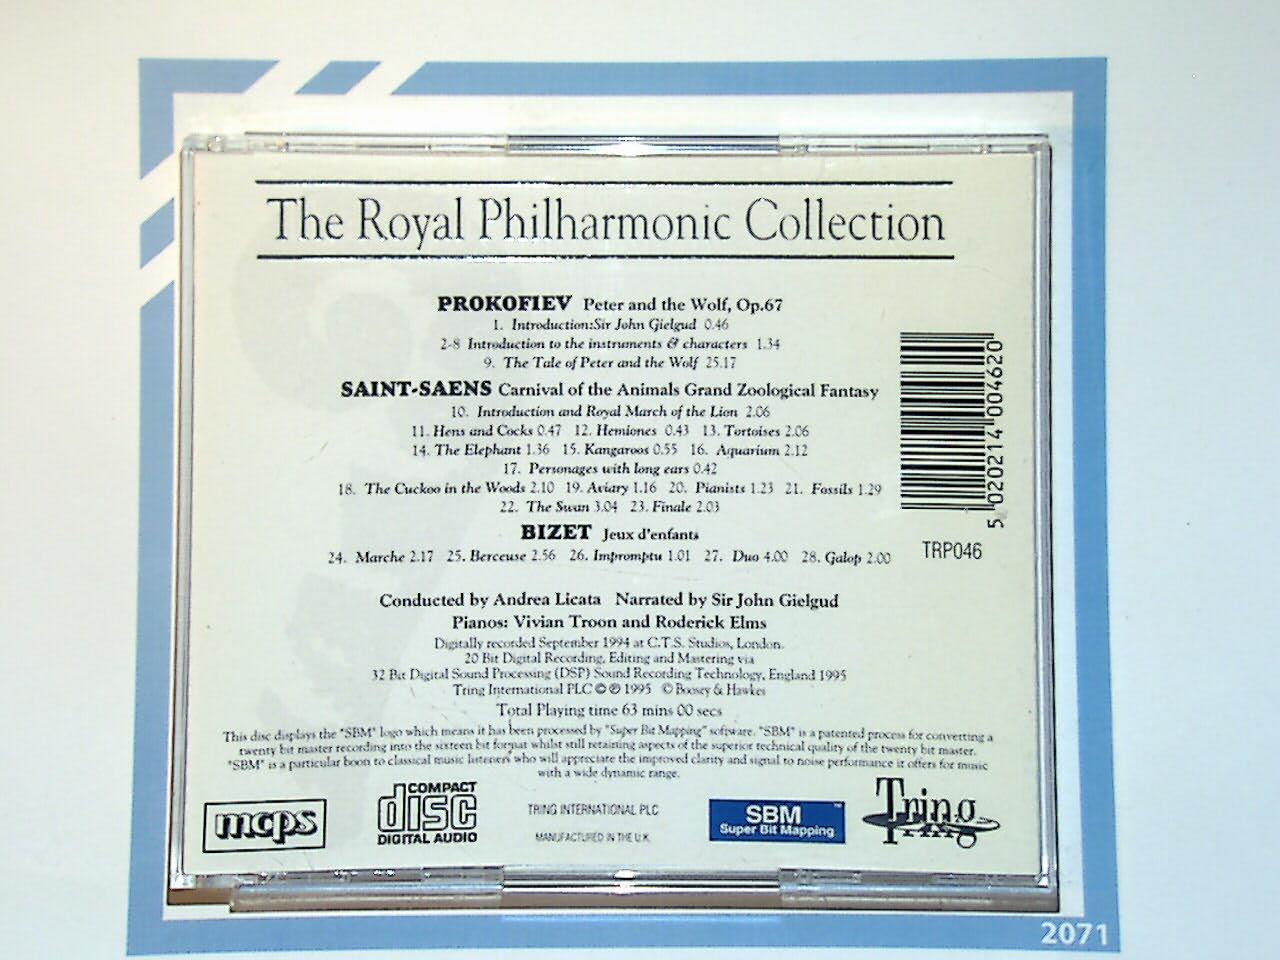 The Royal Philharmonic Collection
PROKOFIEV Peter and the Wolf, Op.67
1. Introduction:Sir John Gielgud 0.46
2-8 Introduction to the instruments & characters 1.34
9. The Tale of Peter and the Wolf 25.17
SAINT-SAENS Carnival of the Animals Grand Zoological Fantasy
10. Introduction and Royal March of the Lion 2.06
11. Hens and Cocks 0.47 12. Hemiones 0.43 13. Tortoises 2.06
14. The Elephant 1.36 15. Kangaroos 0.55 16. Aquarium 2.12
17. Personages with long ears 0.42
18. The Cuckoo in the Woods 2.10 19. Aviary 1.16 20. Pianists 1.23 21. Fossils 1.29
22. The Swan 3.04 23. Finale 2.03
BIZET Jeux d'enfants
24. Marche 2.17 25. Berceuse 2.56 26. Impromptu 1.01 27. Duo 4.00 28. Galop 2.00
5 020214 004620
TRP046
Conducted by Andrea Licata Narrated by Sir John Gielgud
Pianos: Vivian Troon and Roderick Elms
Digitally recorded September 1994 at C.T.S. Studios, London.
20 Bit Digital Recording, Editing and Mastering via
32 Bit Digital Sound Processing (DSP) Sound Recording Technology, England 1995
Tring International PLC © ℗ 1995 © Boosey & Hawkes
Total Playing time 63 mins 00 secs
This disc displays the "SBM" logo which means it has been processed by "Super Bit Mapping" software. "SBM" is a patented process for converting a
twenty bit master recording into the sixteen bit format whilst still retaining aspects of the superior technical quality of the twenty bit master.
"SBM" is a particular boon to classical music listeners who will appreciate the improved clarity and signal to noise performance it offers for music
with a wide dynamic range.
mcps
COMPACT
disc
DIGITAL AUDIO
TRING INTERNATIONAL PLC
MANUFACTURED IN THE U.K.
SBM™
Super Bit Mapping
Tring
2071